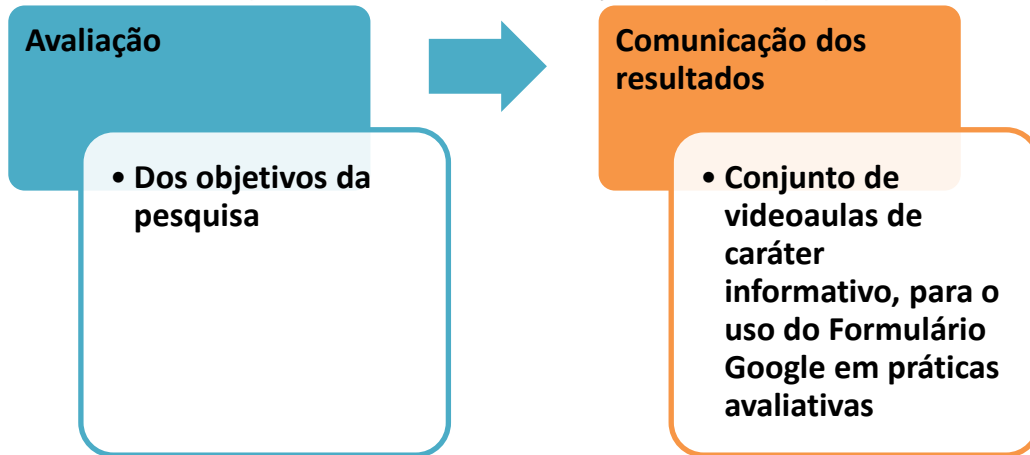 Avaliação
• Dos objetivos da
pesquisa
Comunicação dos
resultados
• Conjunto de
videoaulas de
caráter
informativo, para o
uso do Formulário
Google em práticas
avaliativas